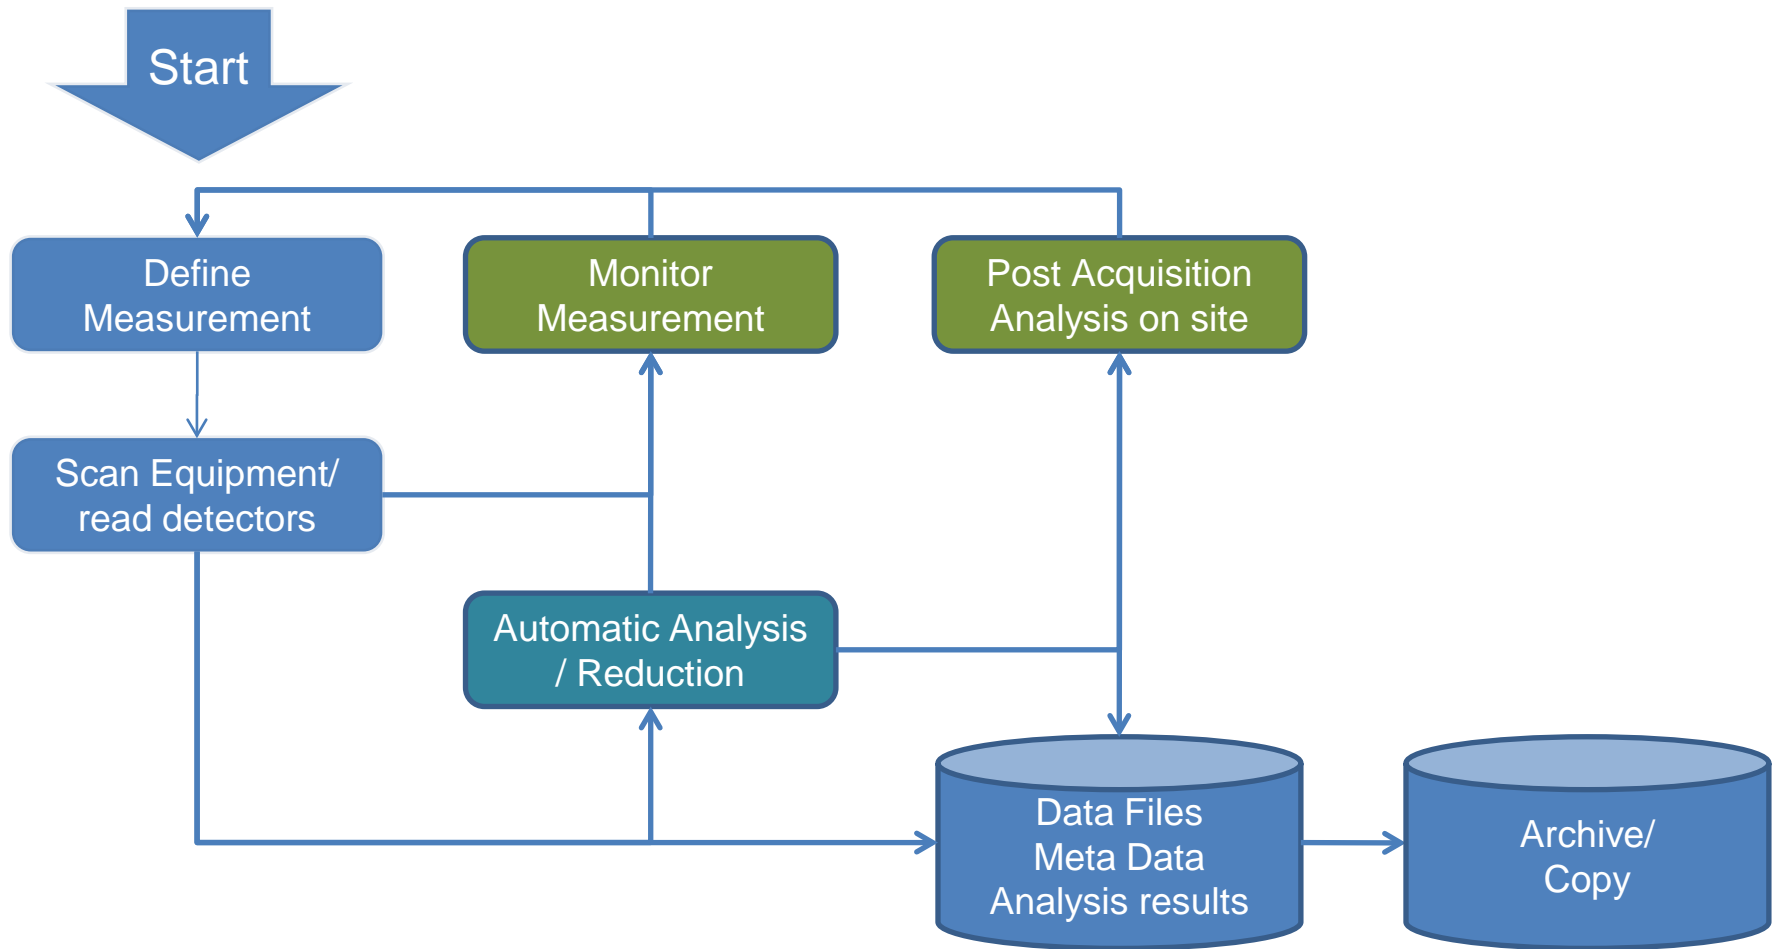 Start
Define
Measurement
Monitor
Measurement
Post Acquisition
Analysis on site
Scan Equipment/
read detectors
Automatic Analysis
/ Reduction
Data Files
Meta Data
Analysis results
Archive/
Copy